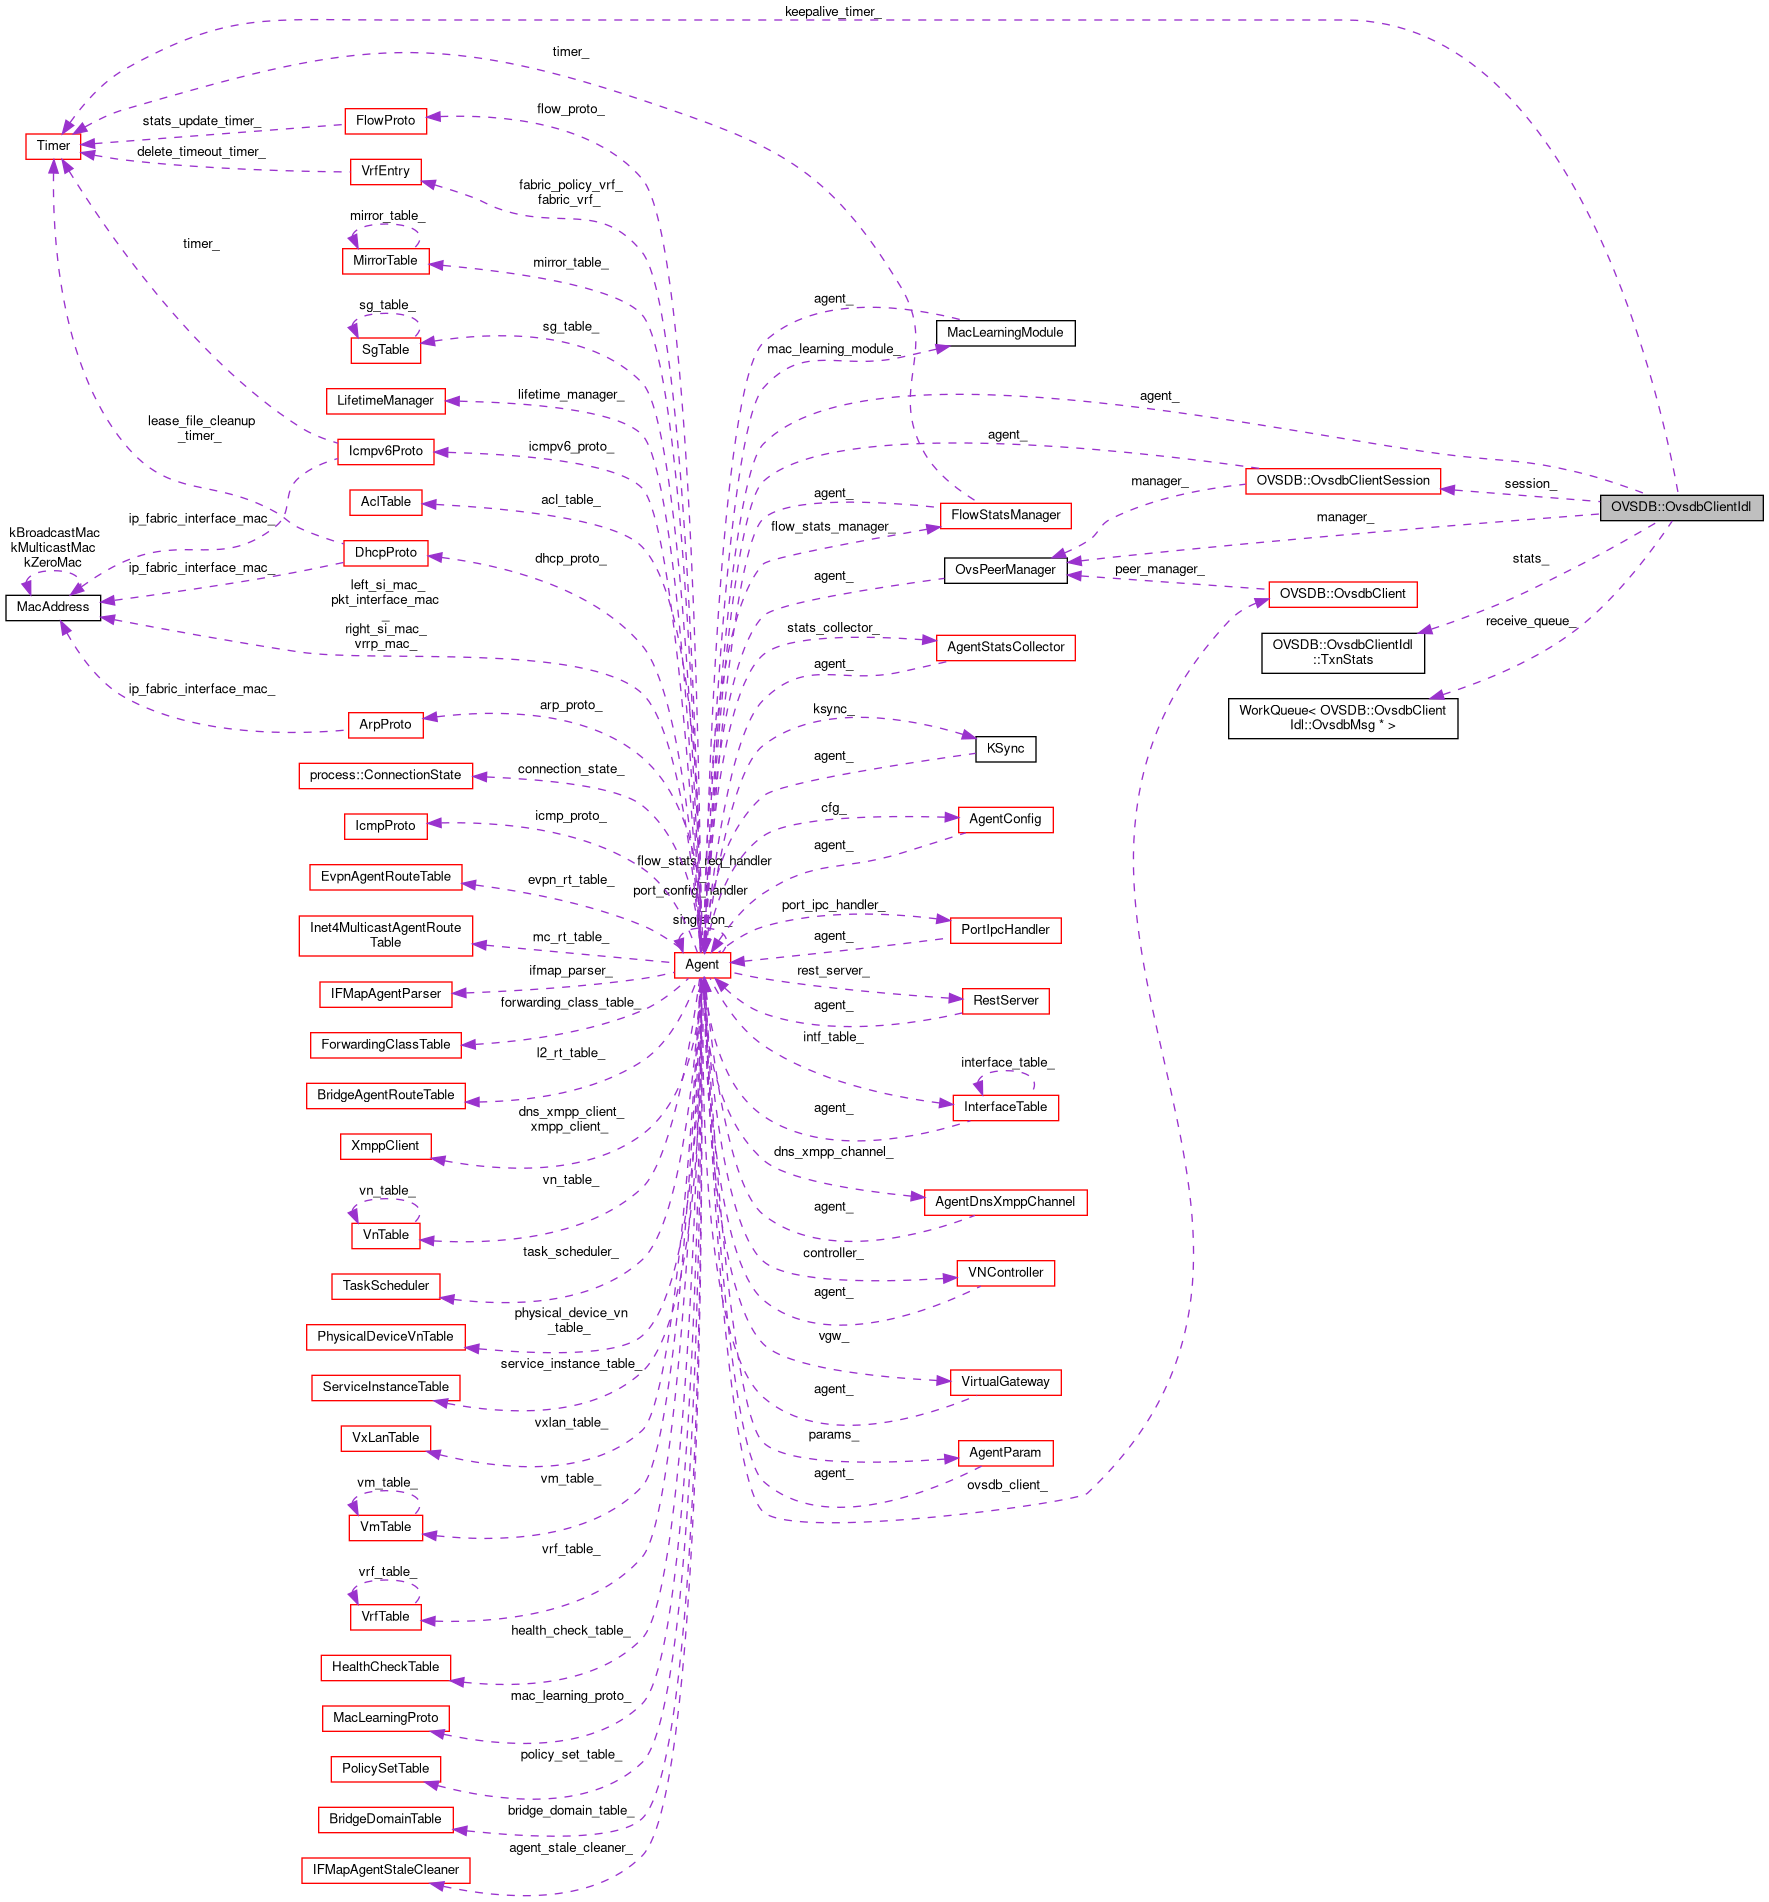 keepalive_timer_
timer_
flow_proto_
FlowProto
stats_update_timer_
Timer
delete_timeout_timer_
VrfEntry
fabric_policy_vrf_
fabric_vrf_
mirror_table_
timer_
MirrorTable
mirror_table_
agent_
MacLearningModule
sg_table_
sg_table_
SgTable
mac_learning_module_
LifetimeManager
lifetime_manager_
agent_
lease_file_cleanup
_timer_
Icmpv6Proto
icmpv6_proto_
agent_
manager_
OVSDB::OvsdbClientSession
session_
OVSDB::OvsdbClientIdl
AclTable
acl_table_
agent_
FlowStatsManager
flow_stats_manager_
manager_
ip_fabric_interface_mac_
kBroadcastMac
kMulticastMac
kZeroMac
DhcpProto
dhcp_proto_
ip_fabric_interface_mac_
agent_
OvsPeerManager
peer_manager_
OVSDB::OvsdbClient
stats_
MacAddress
left_si_mac_
pkt_interface_mac
_
right_si_mac_
vrrp_mac_
stats_collector_
AgentStatsCollector
agent_
receive_queue_
OVSDB::OvsdbClientIdl
::TxnStats
ip_fabric_interface_mac_
ArpProto
arp_proto_
ksync_
KSync
agent_
WorkQueue< OVSDB::OvsdbClient
Idl::OvsdbMsg * >
process::ConnectionState
connection_state_
IcmpProto
icmp_proto_
cfg_
AgentConfig
agent_
flow_stats_req_handler
_
port_config_handler
_
singleton_
EvpnAgentRouteTable
evpn_rt_table_
port_ipc_handler_
PortIpcHandler
agent_
Inet4MulticastAgentRoute
Table
mc_rt_table_
Agent
IFMapAgentParser
ifmap_parser_
rest_server_
RestServer
agent_
forwarding_class_table_
ForwardingClassTable
intf_table_
interface_table_
InterfaceTable
agent_
l2_rt_table_
BridgeAgentRouteTable
dns_xmpp_client_
xmpp_client_
XmppClient
dns_xmpp_channel_
AgentDnsXmppChannel
agent_
vn_table_
vn_table_
VnTable
controller_
VNController
agent_
task_scheduler_
TaskScheduler
physical_device_vn
_table_
PhysicalDeviceVnTable
vgw_
VirtualGateway
agent_
service_instance_table_
ServiceInstanceTable
vxlan_table_
VxLanTable
params_
AgentParam
agent_
ovsdb_client_
vm_table_
vm_table_
VmTable
vrf_table_
vrf_table_
VrfTable
health_check_table_
HealthCheckTable
mac_learning_proto_
MacLearningProto
policy_set_table_
PolicySetTable
bridge_domain_table_
BridgeDomainTable
agent_stale_cleaner_
IFMapAgentStaleCleaner